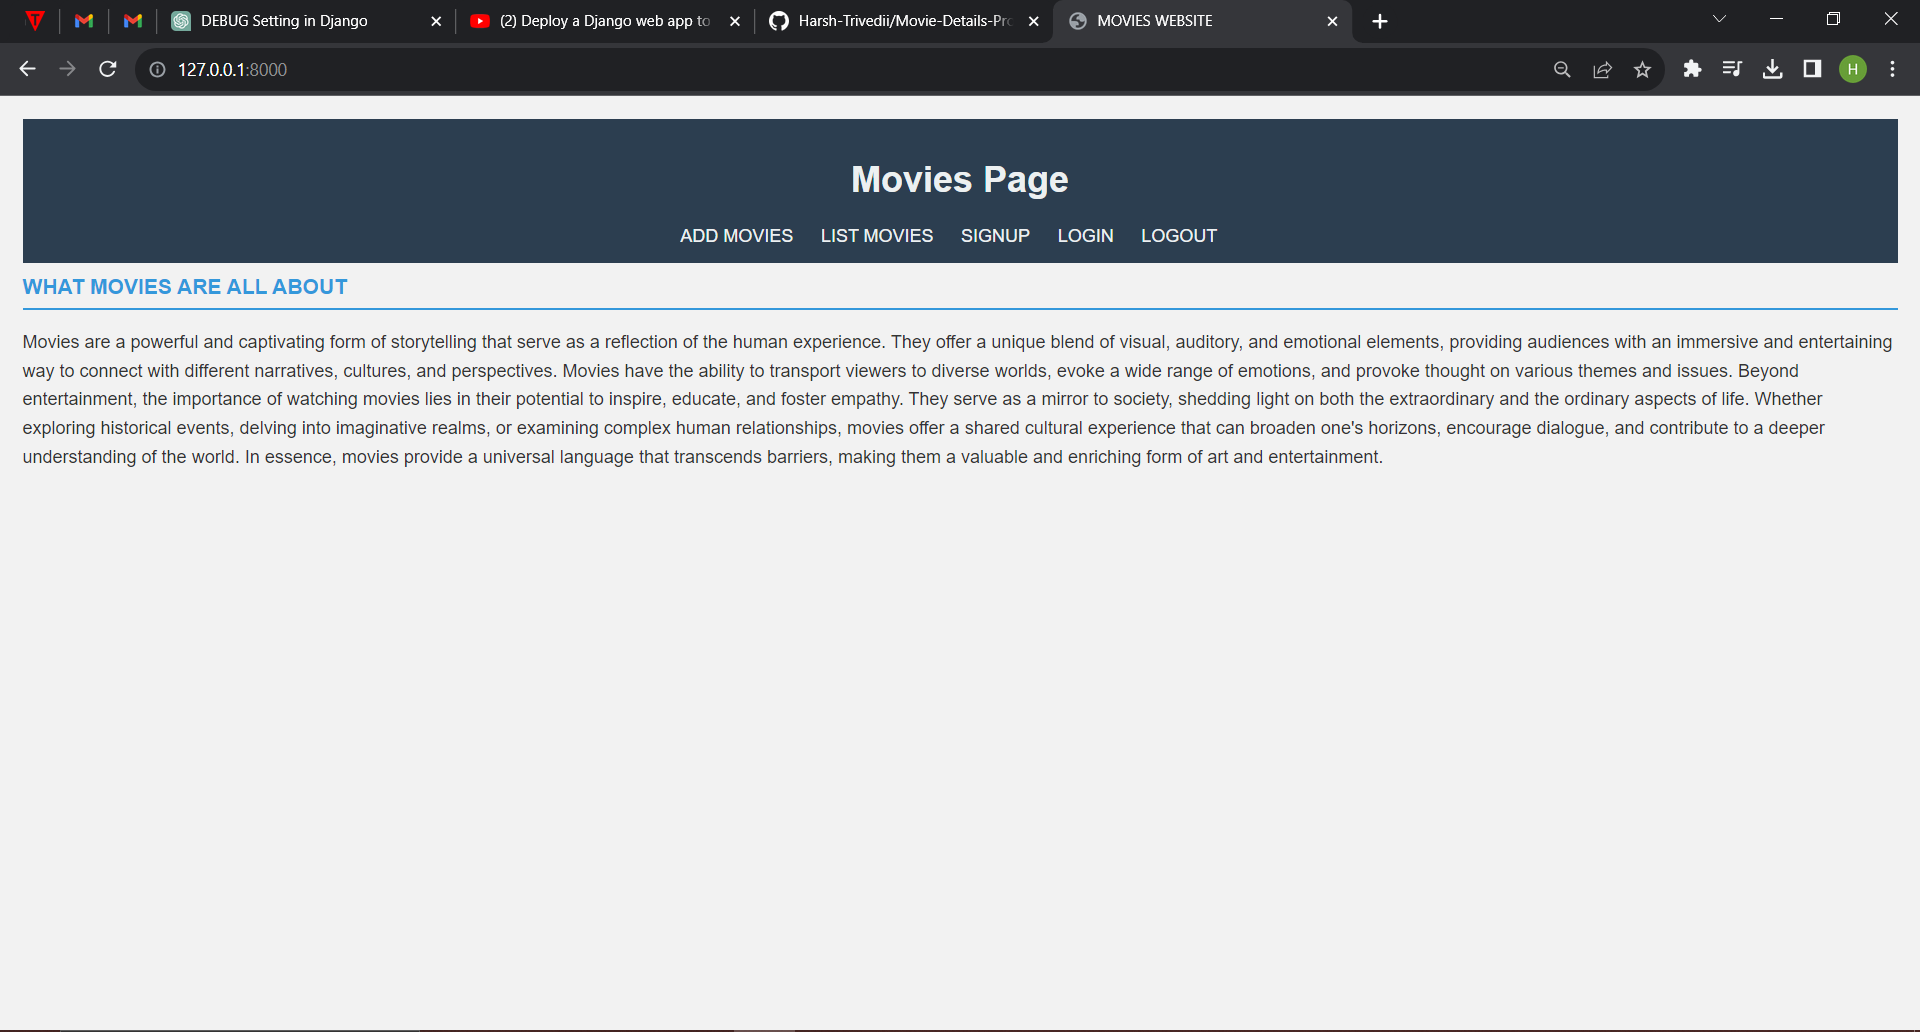 DEBUG Setting in Django
(2) Deploy a Django web app to
Harsh-Trivedii/Movie-Details-Pro
MOVIES WEBSITE
127.0.0.1:8000
H
Movies Page
ADD MOVIES LIST MOVIES SIGNUP LOGIN LOGOUT
WHAT MOVIES ARE ALL ABOUT
Movies are a powerful and captivating form of storytelling that serve as a reflection of the human experience. They offer a unique blend of visual, auditory, and emotional elements, providing audiences with an immersive and entertaining
way to connect with different narratives, cultures, and perspectives. Movies have the ability to transport viewers to diverse worlds, evoke a wide range of emotions, and provoke thought on various themes and issues. Beyond
entertainment, the importance of watching movies lies in their potential to inspire, educate, and foster empathy. They serve as a mirror to society, shedding light on both the extraordinary and the ordinary aspects of life. Whether
exploring historical events, delving into imaginative realms, or examining complex human relationships, movies offer a shared cultural experience that can broaden one's horizons, encourage dialogue, and contribute to a deeper
understanding of the world. In essence, movies provide a universal language that transcends barriers, making them a valuable and enriching form of art and entertainment.